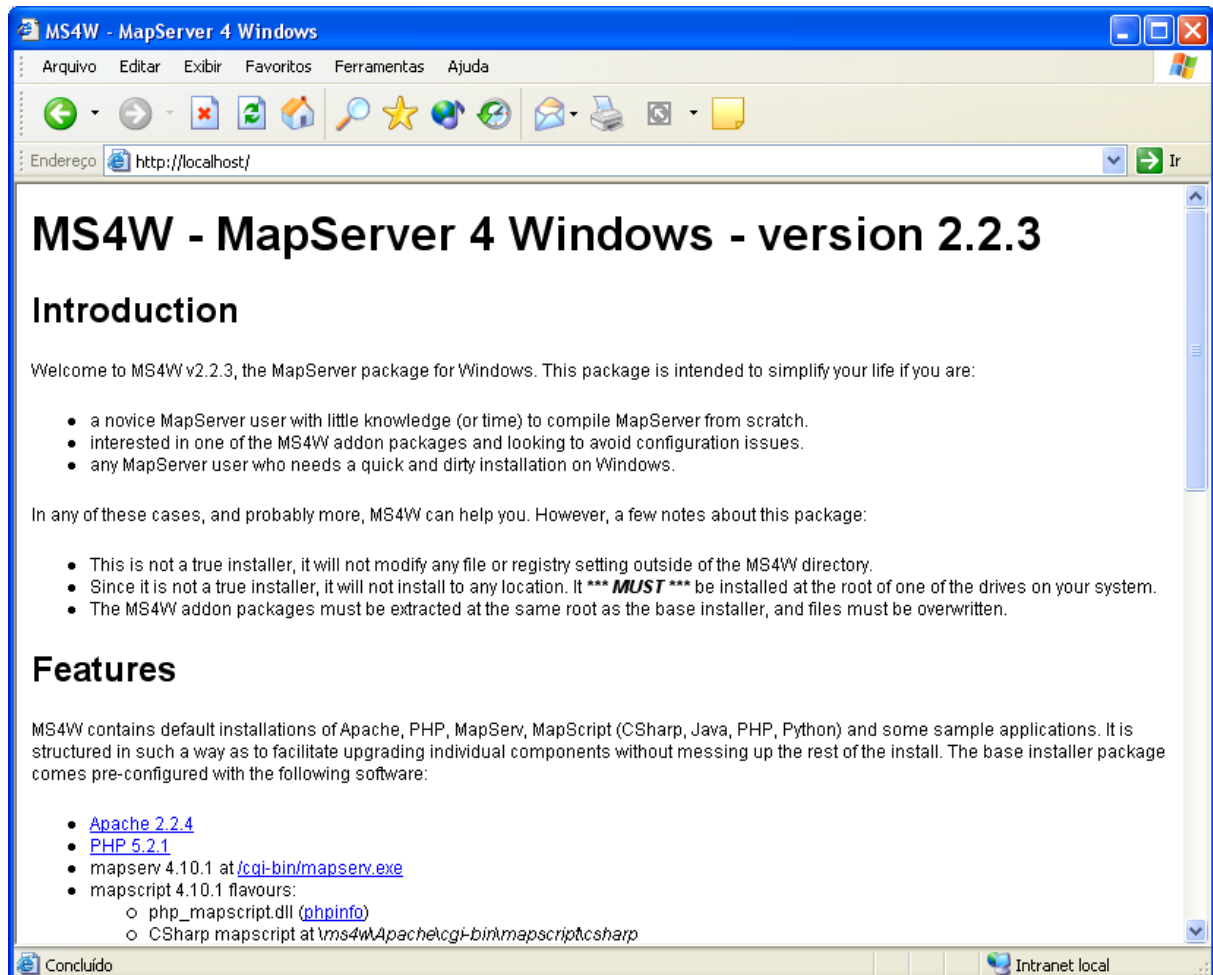 MS4W - MapServer 4 Windows
Arquivo Editar Exibir Favoritos Ferramentas Ajuda
Endereço http://localhost/ Ir
MS4W - MapServer 4 Windows - version 2.2.3
Introduction
Welcome to MS4W v2.2.3, the MapServer package for Windows. This package is intended to simplify your life if you are:
• a novice MapServer user with little knowledge (or time) to compile MapServer from scratch.
• interested in one of the MS4W addon packages and looking to avoid configuration issues.
• any MapServer user who needs a quick and dirty installation on Windows.
In any of these cases, and probably more, MS4W can help you. However, a few notes about this package:
• This is not a true installer, it will not modify any file or registry setting outside of the MS4W directory.
• Since it is not a true installer, it will not install to any location. It *** MUST *** be installed at the root of one of the drives on your system.
• The MS4W addon packages must be extracted at the same root as the base installer, and files must be overwritten.
Features
MS4W contains default installations of Apache, PHP, MapServ, MapScript (CSharp, Java, PHP, Python) and some sample applications. It is
structured in such a way as to facilitate upgrading individual components without messing up the rest of the install. The base installer package
comes pre-configured with the following software:
• Apache 2.2.4
• PHP 5.2.1
• mapserv 4.10.1 at /cgi-bin/mapserv.exe
• mapscript 4.10.1 flavours:
○ php_mapscript.dll (phpinfo)
○ CSharp mapscript at \ms4w\Apache\cgi-bin\mapscript\csharp
Concluído Intranet local